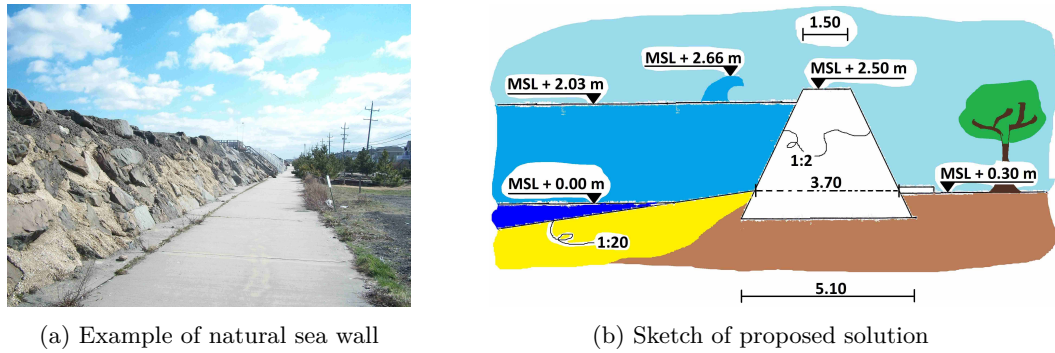 1.50
MSL + 2.66 m
MSL + 2.50 m
MSL + 2.03 m
1:2
MSL + 0.00 m
3.70
MSL + 0.30 m
1:20
5.10
(a) Example of natural sea wall
(b) Sketch of proposed solution